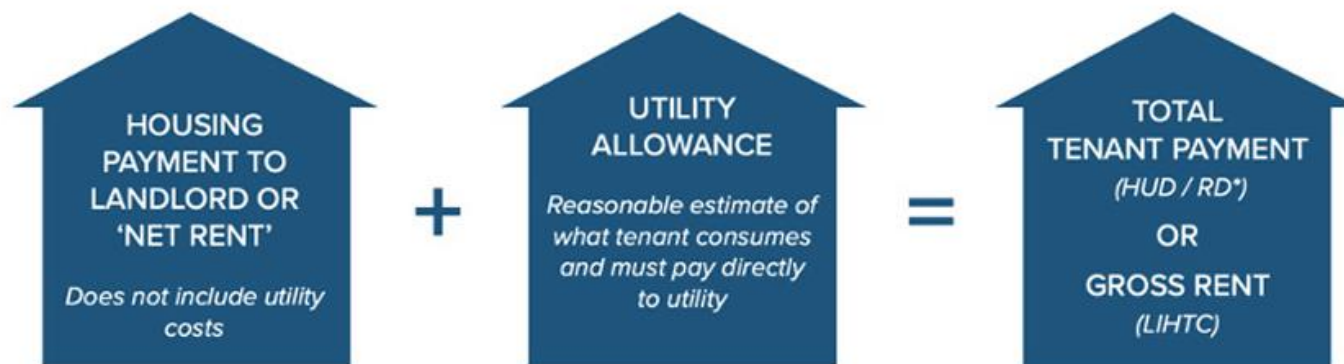 HOUSING
PAYMENT TO
LANDLORD OR
‘NET RENT’
Does not include utility
costs
+
UTILITY
ALLOWANCE
Reasonable estimate of
what tenant consumes
and must pay directly
to utility
=
TOTAL
TENANT PAYMENT
(HUD / RD*)
OR
GROSS RENT
(LIHTC)